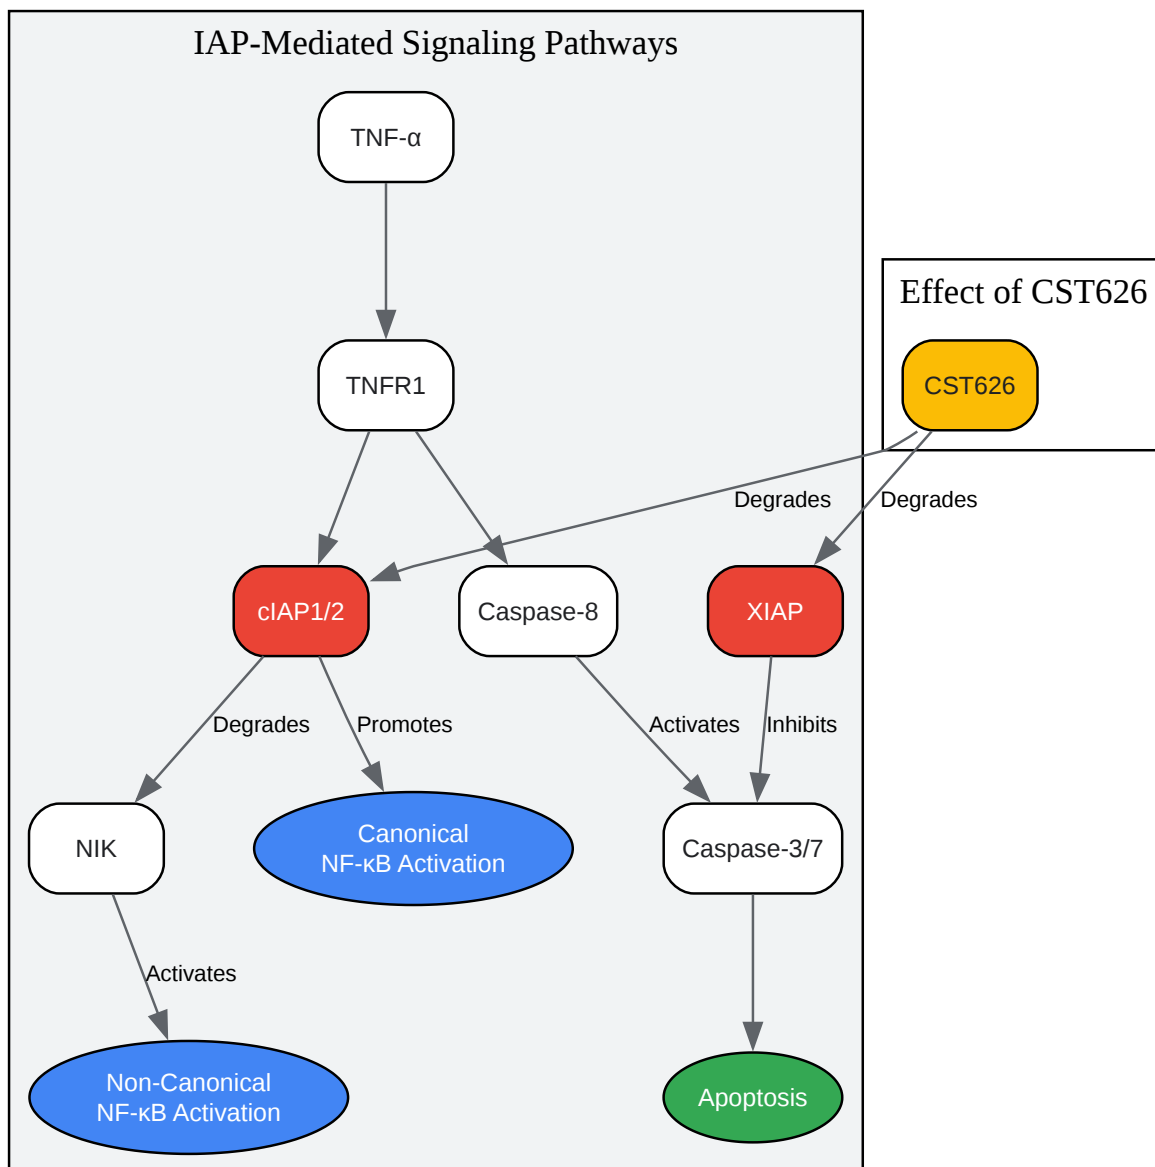 IAP-Mediated Signaling Pathways
TNF-α
Effect of CST626
TNFR1
CST626
Degrades
Degrades
cIAP1/2
Caspase-8
XIAP
Degrades
Promotes
Activates
Inhibits
NIK
Canonical
NF-κB Activation
Caspase-3/7
Activates
Non-Canonical
NF-κB Activation
Apoptosis